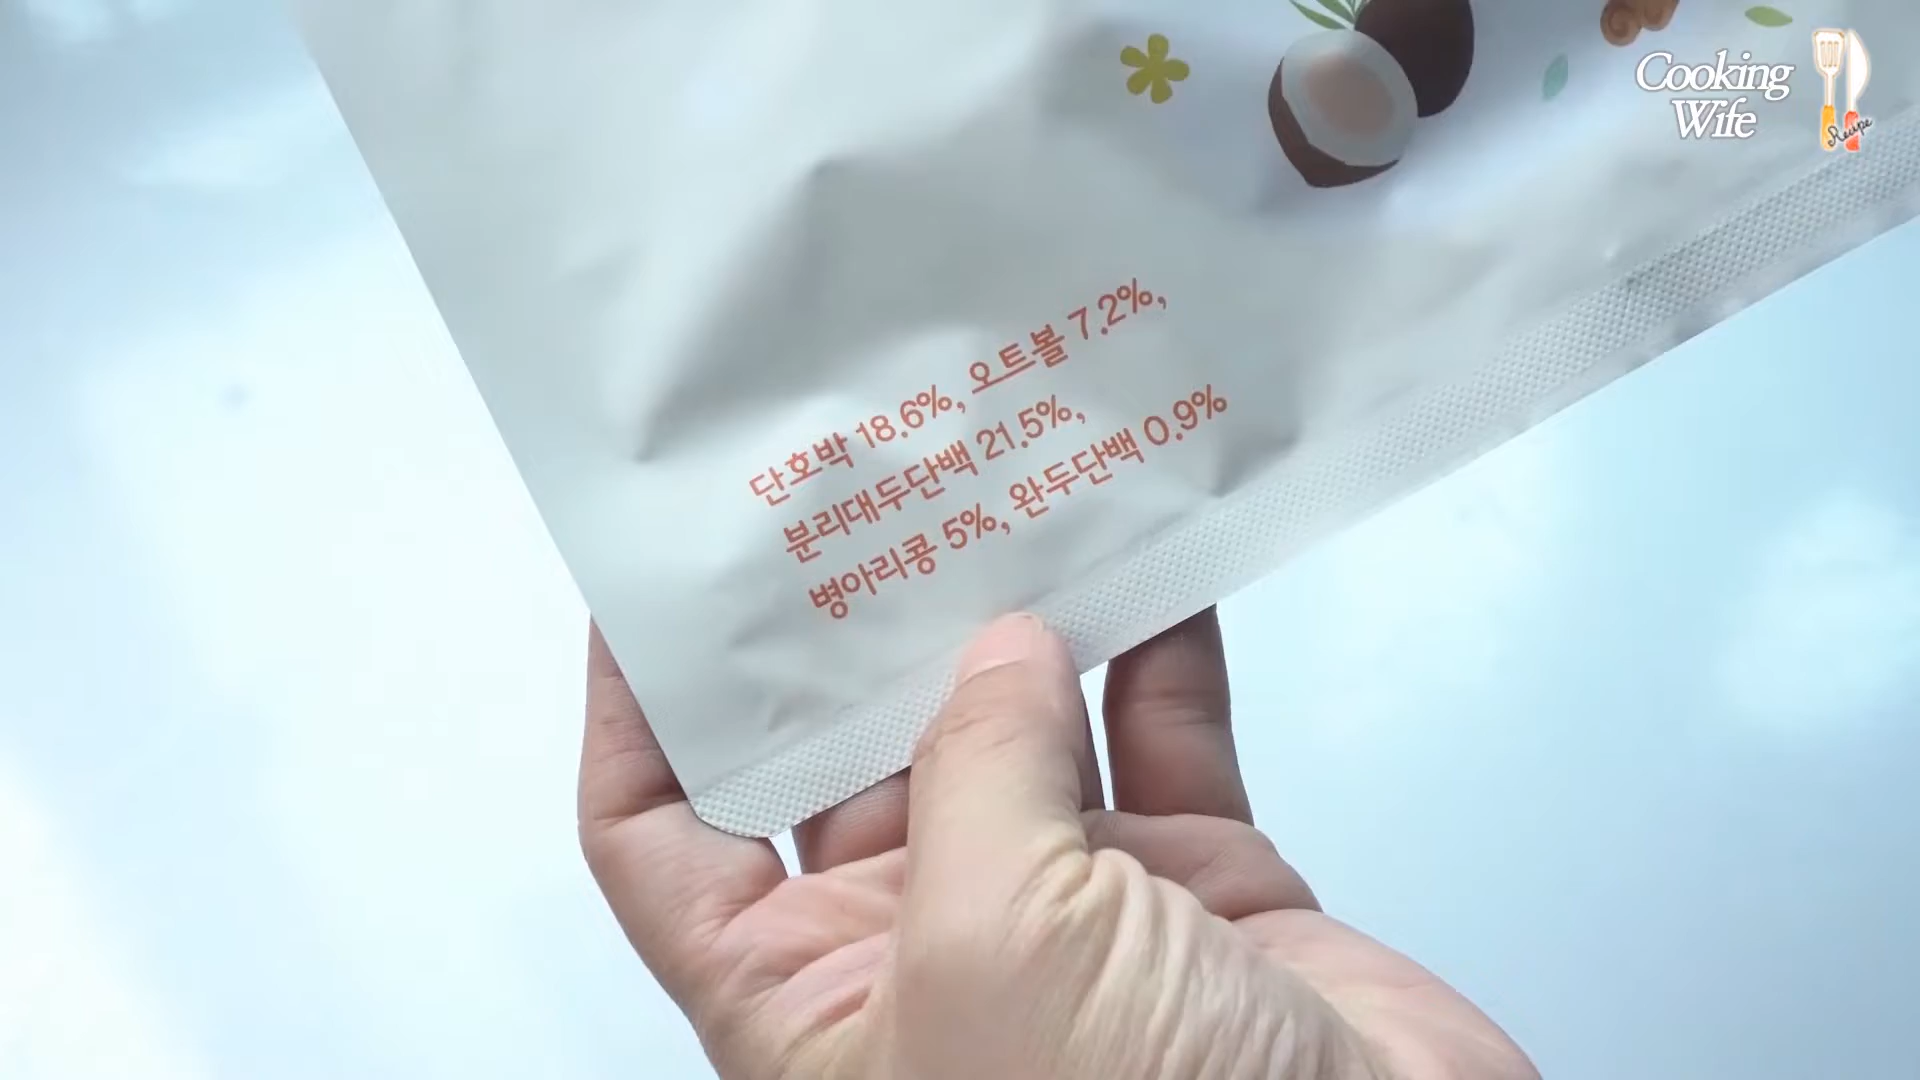 Cooking
Wife
Recipe
단호박 18.6%, 오트볼 7.2%,
분리대두단백 21.5%,
병아리콩 5%, 완두단백 0.9%